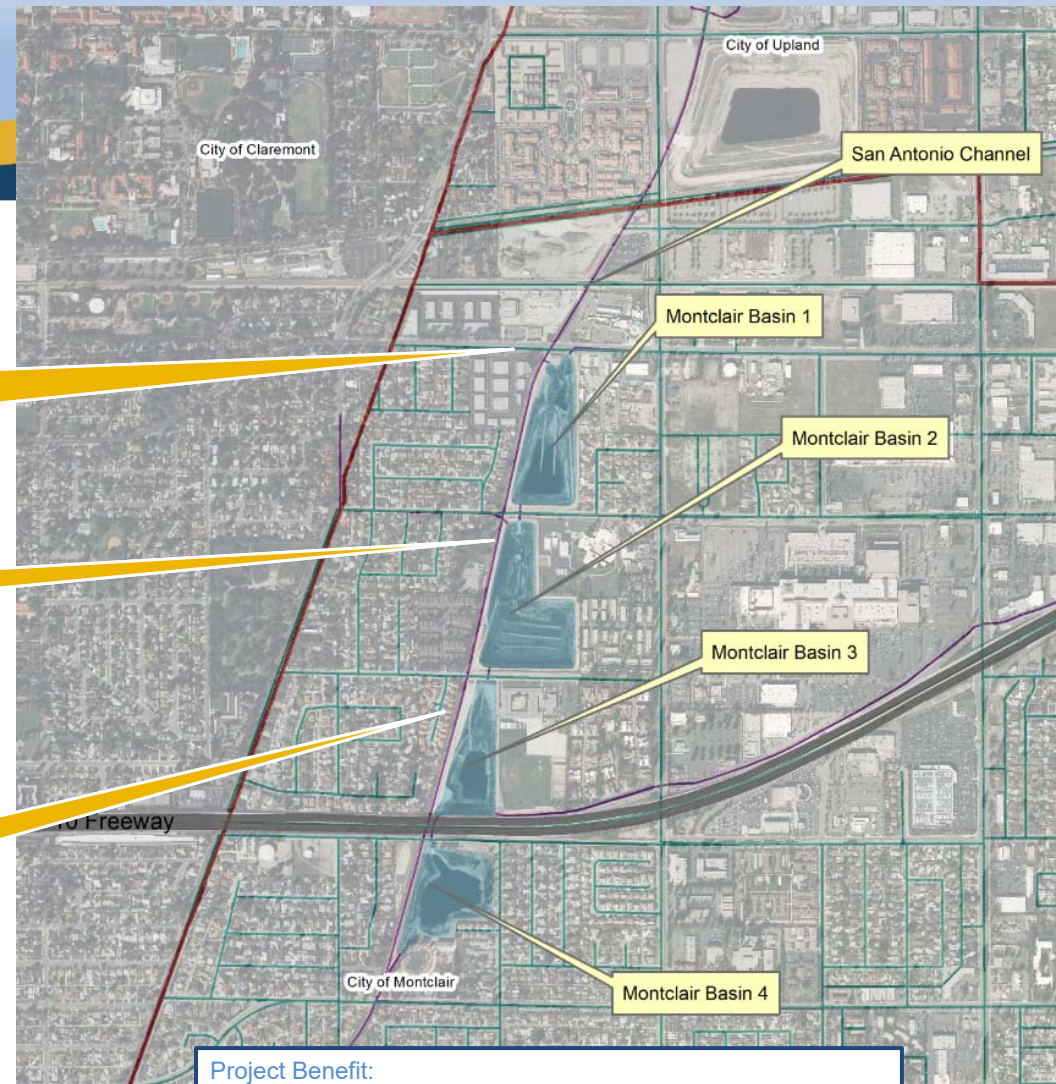 City of Upland
City of Claremont
San Antonio Channel
Montclair Basin 1
Montclair Basin 2
Montclair Basin 3
10 Freeway
City of Montclair
Montclair Basin 4
Project Benefit: